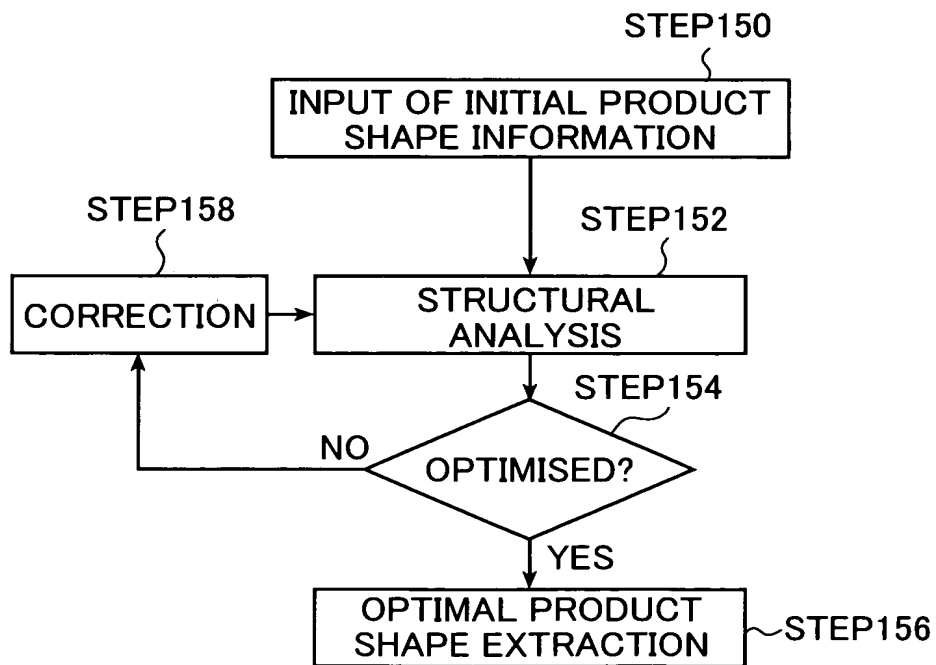 STEP150
INPUT OF INITIAL PRODUCT
SHAPE INFORMATION
STEP158
STEP152
CORRECTION
STRUCTURAL
ANALYSIS
STEP154
NO
OPTIMISED?
YES
OPTIMAL PRODUCT
SHAPE EXTRACTION
STEP156